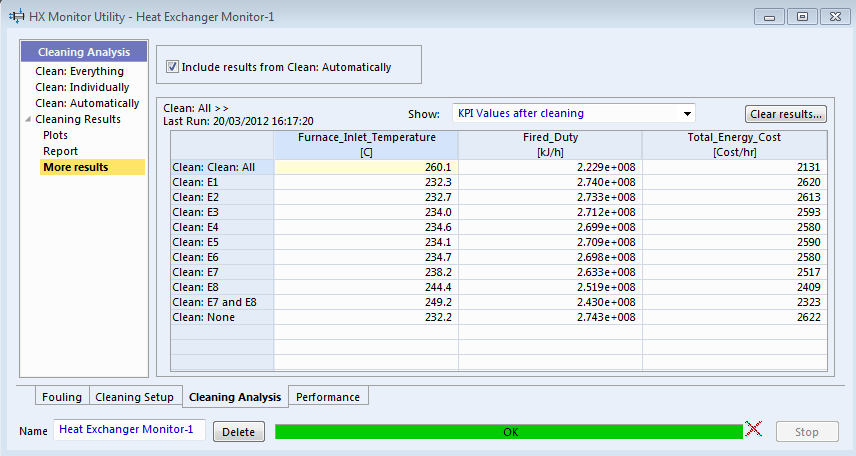 HX Monitor Utility - Heat Exchanger Monitor-1
Cleaning Analysis
Clean: Everything
Clean: Individually
Clean: Automatically
Cleaning Results
Plots
Report
More results
Include results from Clean: Automatically
Clean: All >>
Last Run: 20/03/2012 16:17:20
Show: KPI Values after cleaning
Clear results...
Furnace_Inlet_Temperature Fired_Duty Total_Energy_Cost
[C] [kJ/h] [Cost/hr]
Clean: Clean: All 260.1 2.229e+008 2131
Clean: E1 232.3 2.740e+008 2620
Clean: E2 232.7 2.733e+008 2613
Clean: E3 234.0 2.712e+008 2593
Clean: E4 234.6 2.699e+008 2580
Clean: E5 234.1 2.709e+008 2590
Clean: E6 234.7 2.698e+008 2580
Clean: E7 238.2 2.633e+008 2517
Clean: E8 244.4 2.519e+008 2409
Clean: E7 and E8 249.2 2.430e+008 2323
Clean: None 232.2 2.743e+008 2622
Fouling Cleaning Setup Cleaning Analysis Performance
Name Heat Exchanger Monitor-1 Delete OK Stop